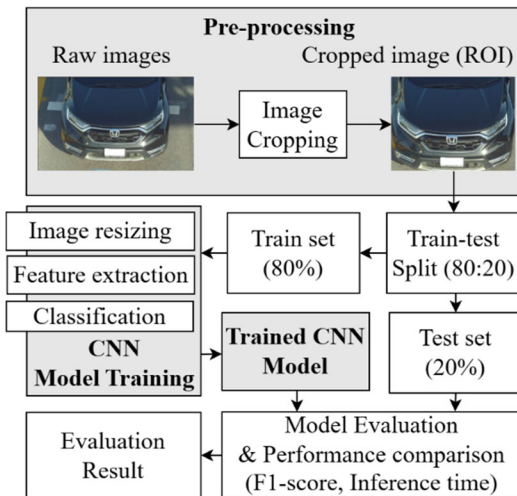 Pre-processing
Raw images
Cropped image (ROI)
Image
Cropping
Image resizing
Feature extraction
Classification
CNN
Model Training
Train set
(80%)
Train-test
Split (80:20)
Trained CNN
Model
Test set
(20%)
Evaluation
Result
Model Evaluation
& Performance comparison
(F1-score, Inference time)